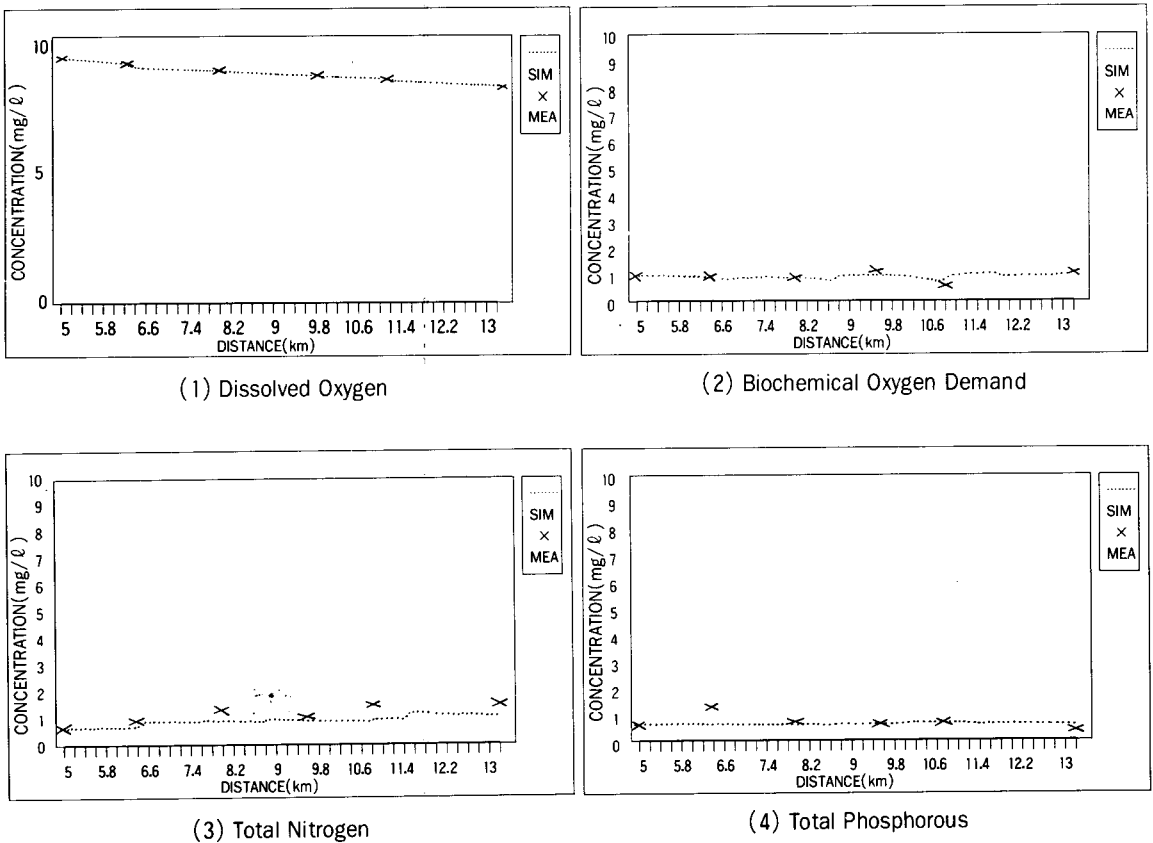 10
5
0
CONCENTRATION(mg/ℓ)
5 5.8 6.6 7.4 8.2 9 9.8 10.6 11.4 12.2 13
DISTANCE(km)
SIM
×
MEA
(1) Dissolved Oxygen
10
9
8
7
6
5
4
3
2
1
0
CONCENTRATION(mg/ℓ)
5 5.8 6.6 7.4 8.2 9 9.8 10.6 11.4 12.2 13
DISTANCE(km)
SIM
×
MEA
(2) Biochemical Oxygen Demand
10
9
8
7
6
5
4
3
2
1
0
CONCENTRATION(mg/ℓ)
5 5.8 6.6 7.4 8.2 9 9.8 10.6 11.4 12.2 13
DISTANCE(km)
SIM
×
MEA
(3) Total Nitrogen
10
9
8
7
6
5
4
3
2
1
0
CONCENTRATION(mg/ℓ)
5 5.8 6.6 7.4 8.2 9 9.8 10.6 11.4 12.2 13
DISTANCE(km)
SIM
×
MEA
(4) Total Phosphorous